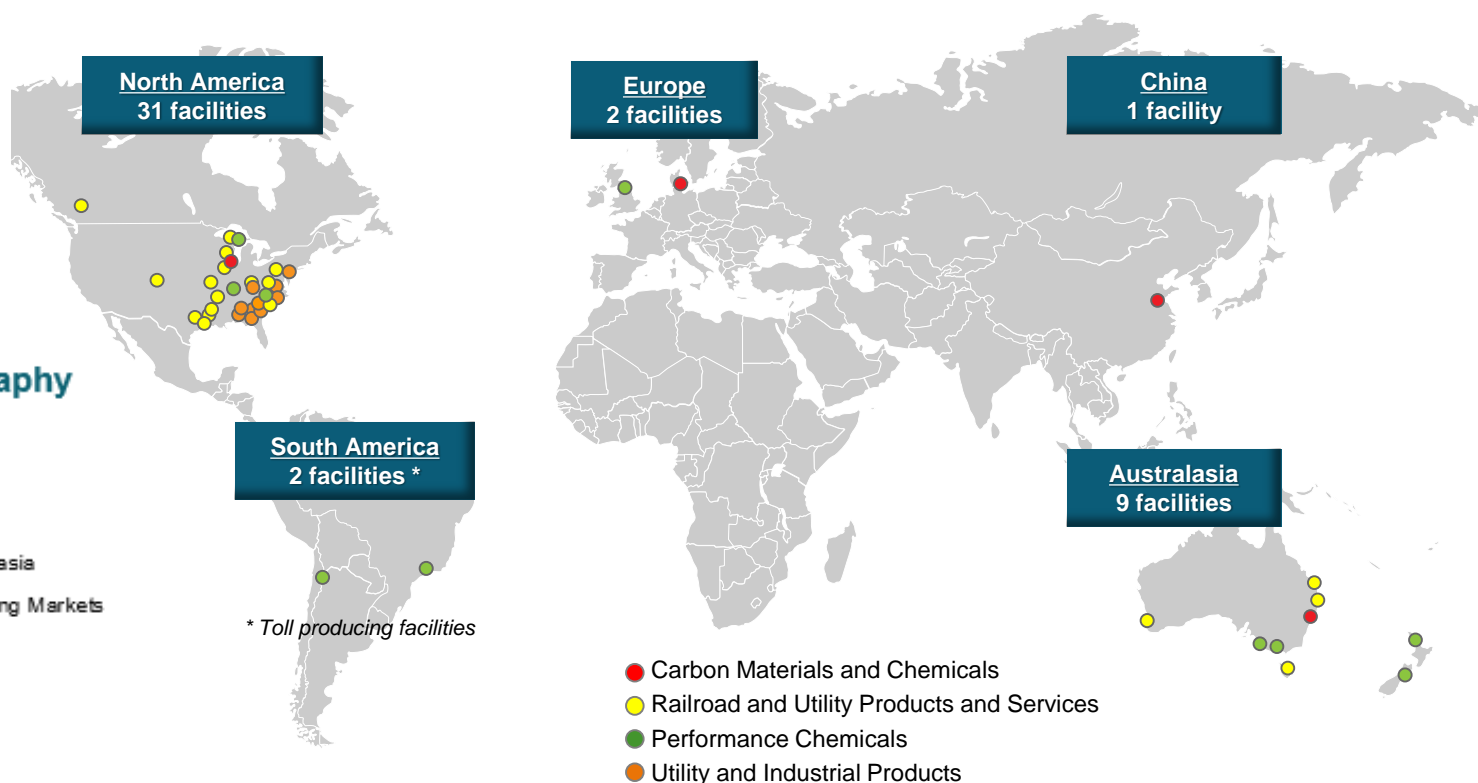 North America
31 facilities
Europe
2 facilities
China
1 facility
South America
2 facilities *
* Toll producing facilities
Australasia
9 facilities
Carbon Materials and Chemicals
Railroad and Utility Products and Services
Performance Chemicals
Utility and Industrial Products
aphy
asia
ng Markets